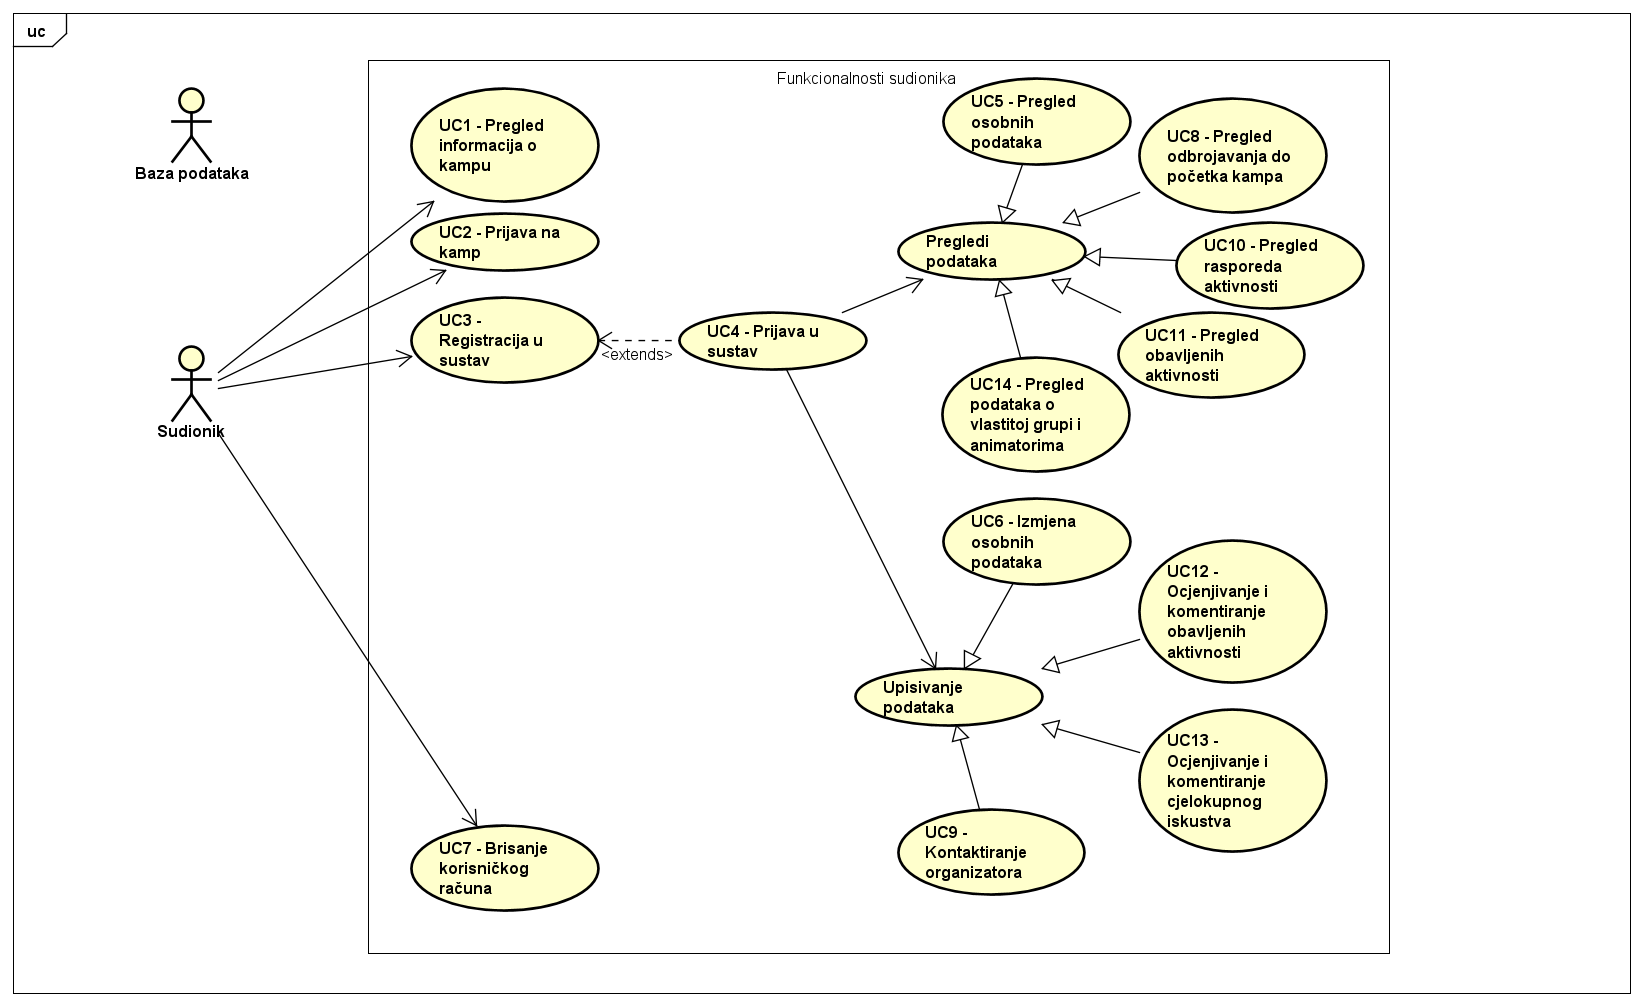 uc
Funkcionalnosti sudionika
Baza podataka
Sudionik
UC1 - Pregled
informacija o
kampu
UC2 - Prijava na
kamp
UC3 -
Registracija u
sustav
<extends>
UC4 - Prijava u
sustav
UC5 - Pregled
osobnih
podataka
UC8 - Pregled
odbrojavanja do
početka kampa
Pregledi
podataka
UC10 - Pregled
rasporeda
aktivnosti
UC11 - Pregled
obavljenih
aktivnosti
UC14 - Pregled
podataka o
vlastitoj grupi i
animatorima
UC6 - Izmjena
osobnih
podataka
UC12 -
Ocjenjivanje i
komentiranje
obavljenih
aktivnosti
Upisivanje
podataka
UC13 -
Ocjenjivanje i
komentiranje
cjelokupnog
iskustva
UC9 -
Kontaktiranje
organizatora
UC7 - Brisanje
korisničkog
računa